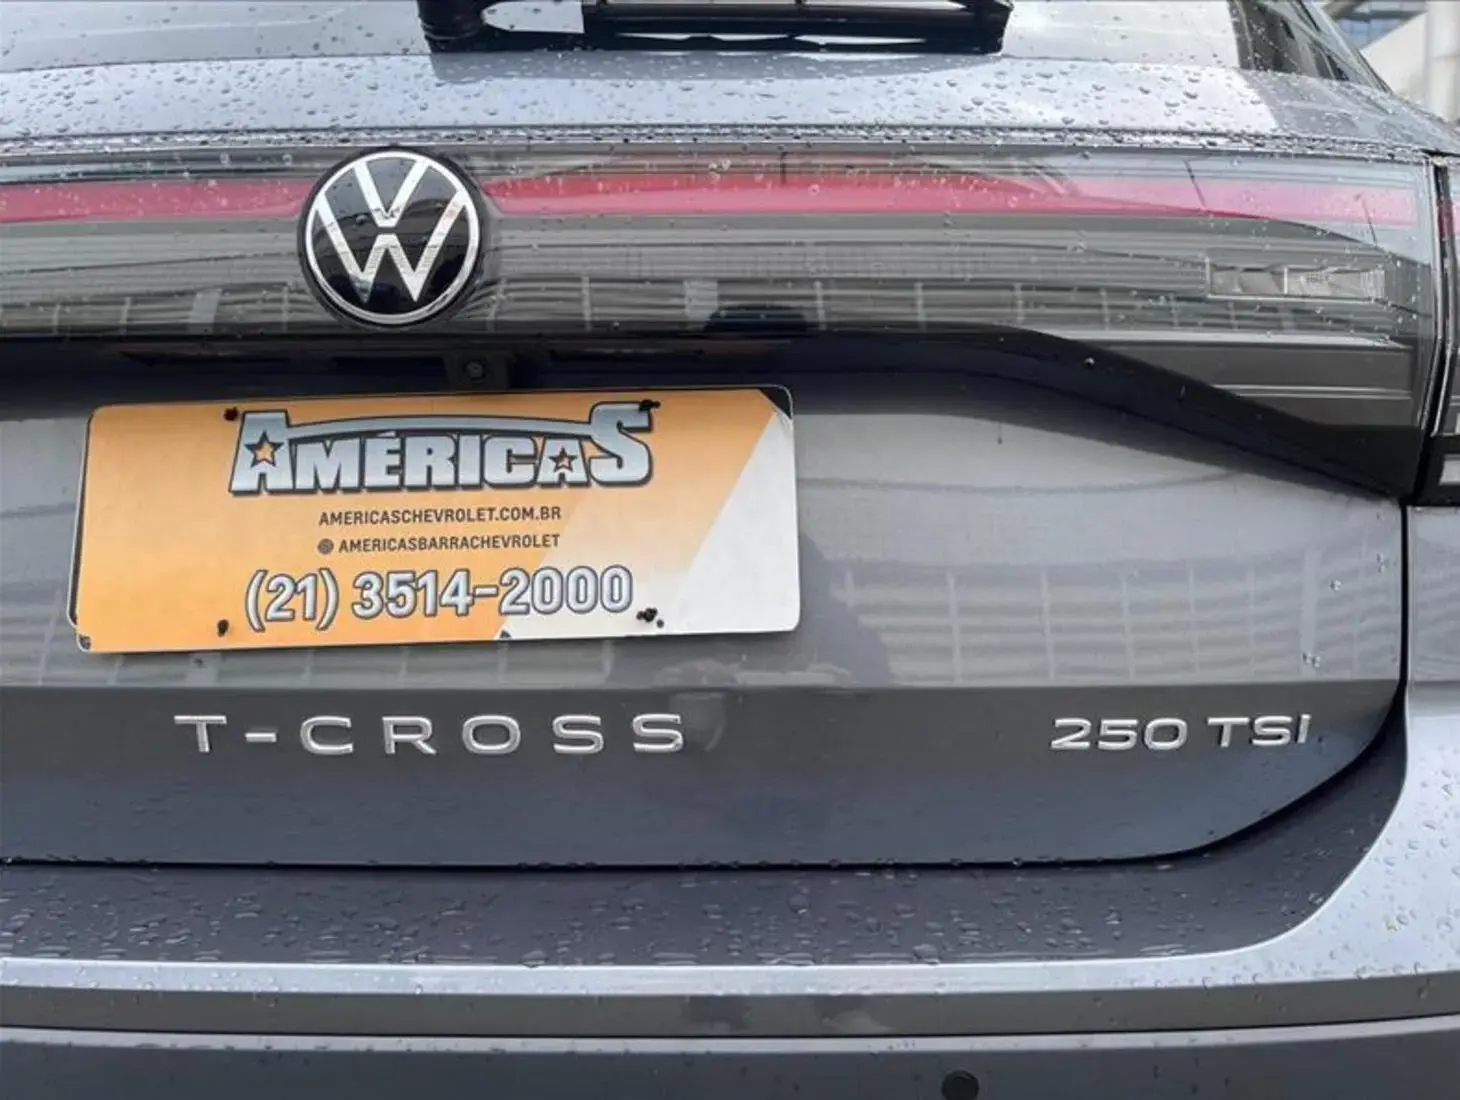 AMÉRICAS
AMERICASCHEVROLET.COM.BR
@ AMERICASBARRACHEVROLET
(21) 3514-2000
T-CROSS
250 TSI